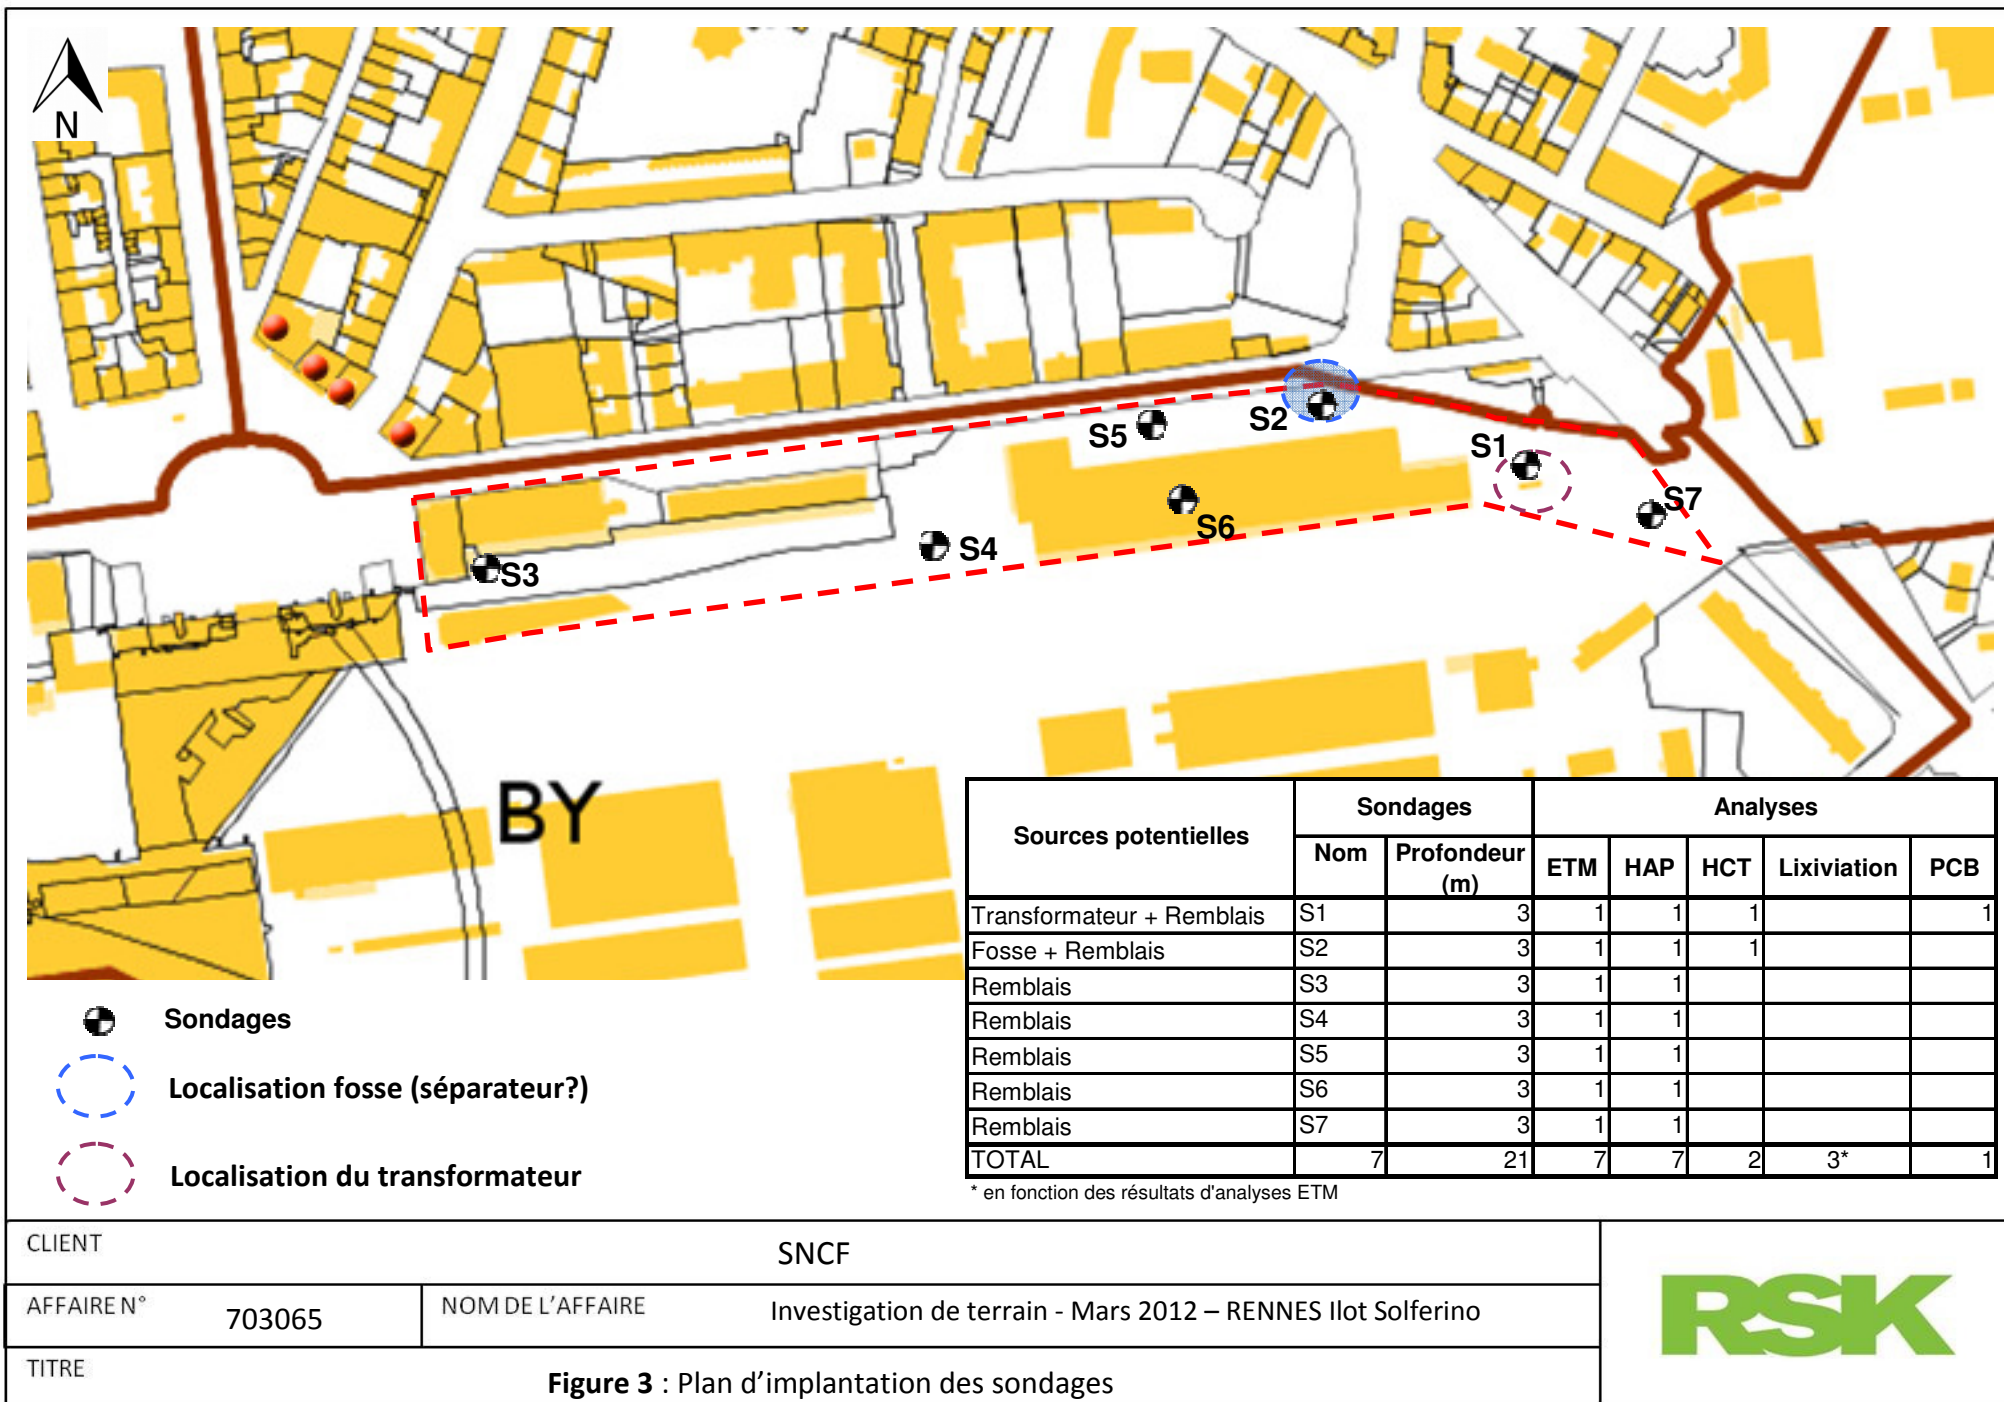 N
S5
S2
S1
S7
S6
S4
S3
BY
Sources potentielles Sondages Analyses
Nom Profondeur (m) ETM HAP HCT Lixiviation PCB
Transformateur + Remblais S1 3 1 1 1 1
Fosse + Remblais S2 3 1 1 1
Remblais S3 3 1 1
Remblais S4 3 1 1
Remblais S5 3 1 1
Remblais S6 3 1 1
Remblais S7 3 1 1
TOTAL 7 21 7 7 2 3* 1
* en fonction des résultats d'analyses ETM
Sondages
Localisation fosse (séparateur?)
Localisation du transformateur
CLIENT SNCF
AFFAIRE N° 703065 NOM DE L'AFFAIRE Investigation de terrain - Mars 2012 – RENNES Ilot Solferino
TITRE Figure 3 : Plan d'implantation des sondages
RSK